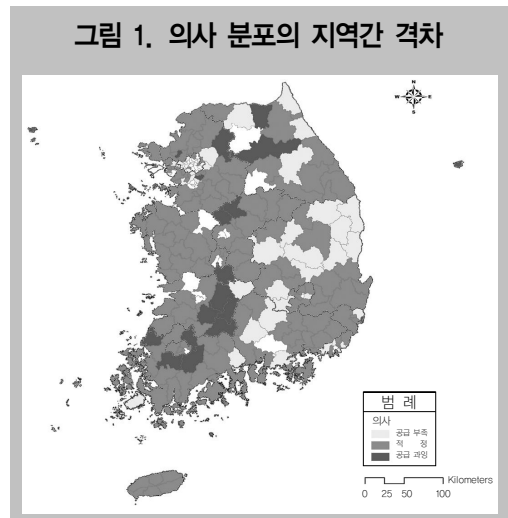 그림 1. 의사 분포의 지역간 격차
N
W E
S
범 례
의사
공급 부족
적 정
공급 과잉
Kilometers
0 25 50 100